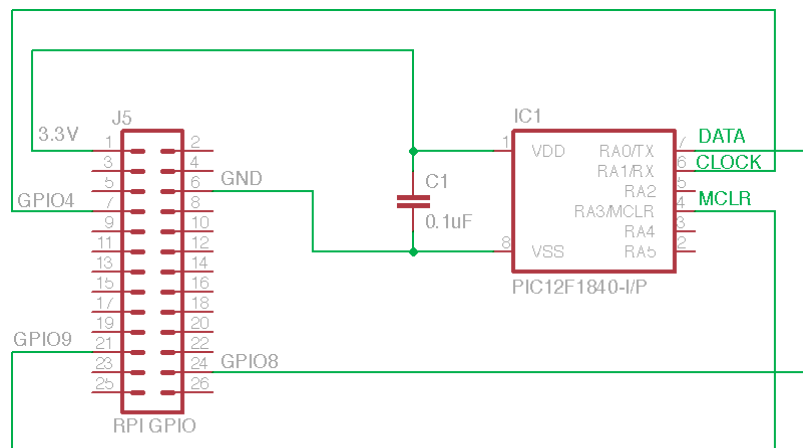 J5
3.3V
1 2
3 4
5 6 GND
GPIO4 7 8
9 10
11 12
13 14
15 16
17 18
19 20
GPIO9 21 22
23 24 GPIO8
25 26
RPI GPIO
C1
0.1uF
IC1
1 VDD RA0/TX 7 DATA
RA1/RX 6 CLOCK
RA2 5
RA3/MCLR 4 MCLR
RA4 3
8 VSS RA5 2
PIC12F1840-I/P